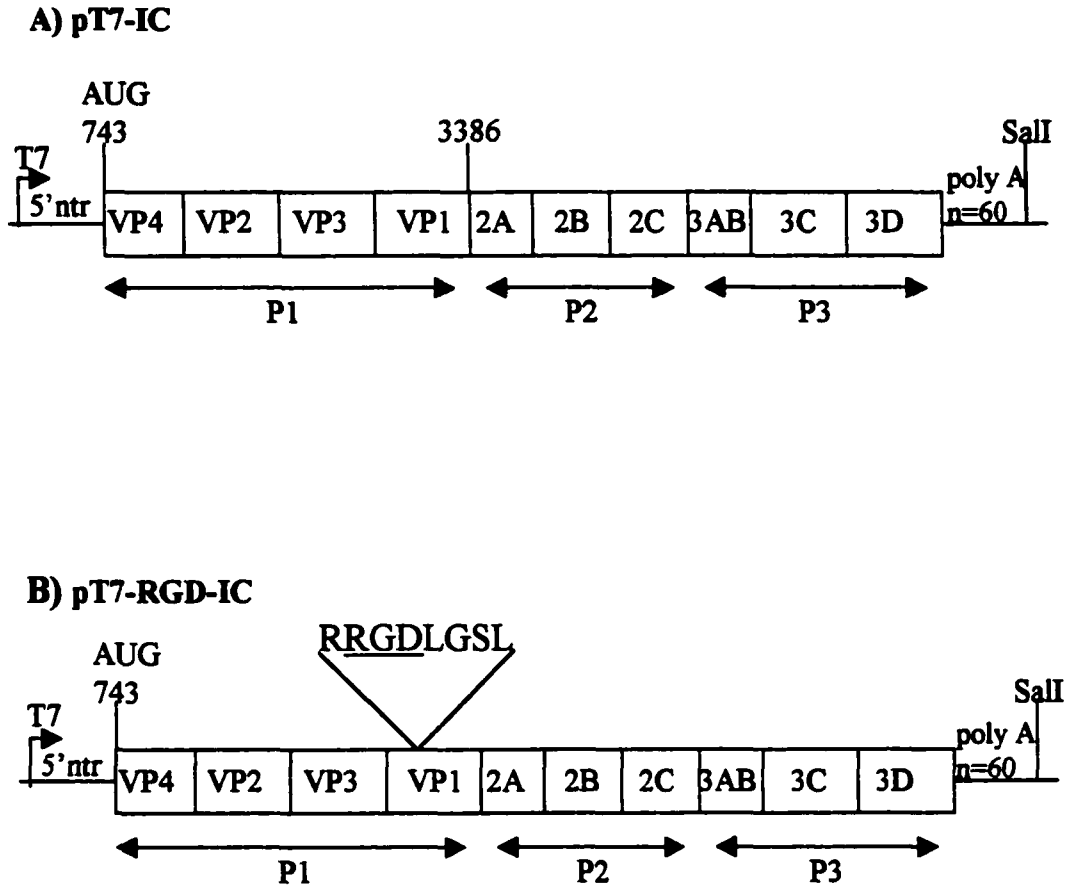 A) pT7-IC
AUG
743 3386 SalI
T7
5'ntr VP4 VP2 VP3 VP1 2A 2B 2C 3AB 3C 3D poly A
n=60
P1 P2 P3
B) pT7-RGD-IC
RRGDLGSL
AUG
743 SalI
T7
5'ntr VP4 VP2 VP3 VP1 2A 2B 2C 3AB 3C 3D poly A
n=60
P1 P2 P3